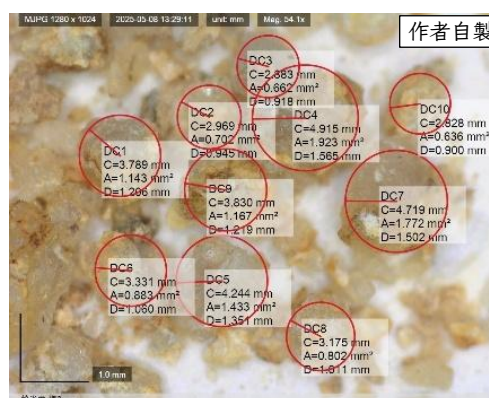 MJPG 1280 x 1024
2025-05-08 13:29:11
unit: mm
Mag. 54.1x
作者自製
DC3
C=2.883 mm
A=0.662 mm²
D=0.918 mm
DC2
C=2.969 mm
A=0.702 mm²
D=0.945 mm
DC4
C=4.915 mm
A=1.923 mm²
D=1.565 mm
DC10
C=2.828 mm
A=0.636 mm²
D=0.900 mm
DC1
C=3.789 mm
A=1.143 mm²
D=1.206 mm
DC9
C=3.830 mm
A=1.167 mm²
D=1.219 mm
DC7
C=4.719 mm
A=1.772 mm²
D=1.502 mm
DC6
C=3.331 mm
A=0.883 mm²
D=1.060 mm
DC5
C=4.244 mm
A=1.433 mm²
D=1.351 mm
DC8
C=3.175 mm
A=0.802 mm²
D=1.011 mm
1.0 mm